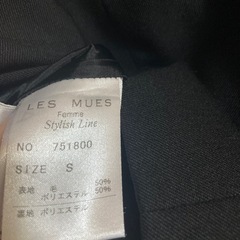 LES MUES
Femme
Stylish Line
NO 751800
SIZE S
表地 毛 50%
ポリエステル 50%
裏地 ポリエステル